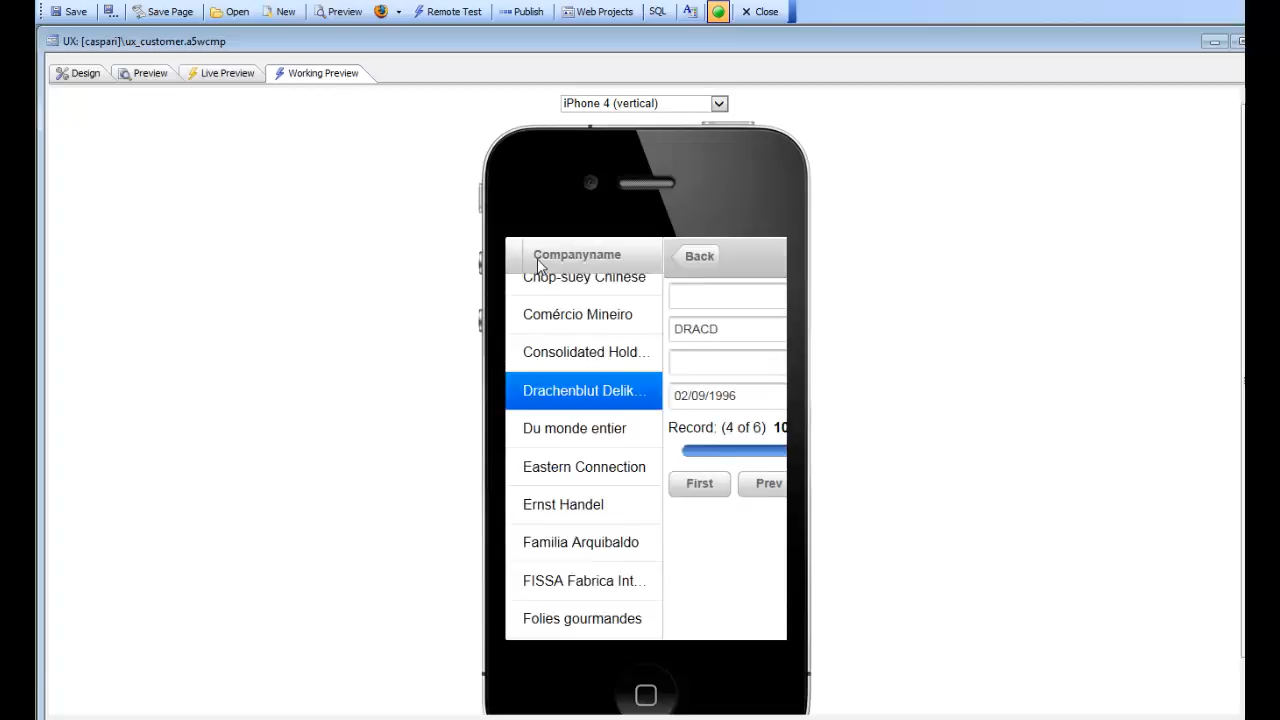 Save Save Page Open New Preview Remote Test Publish Web Projects SQL Close
UX: [caspari]\ux_customer.a5wcmp
Design Preview Live Preview Working Preview
iPhone 4 (vertical)
Companyname Back
Chop-suey Chinese
Comércio Mineiro DRACD
Consolidated Hold...
Drachenblut Delik... 02/09/1996
Du monde entier Record: (4 of 6) 10
Eastern Connection First Prev
Ernst Handel
Familia Arquibaldo
FISSA Fabrica Int...
Folies gourmandes